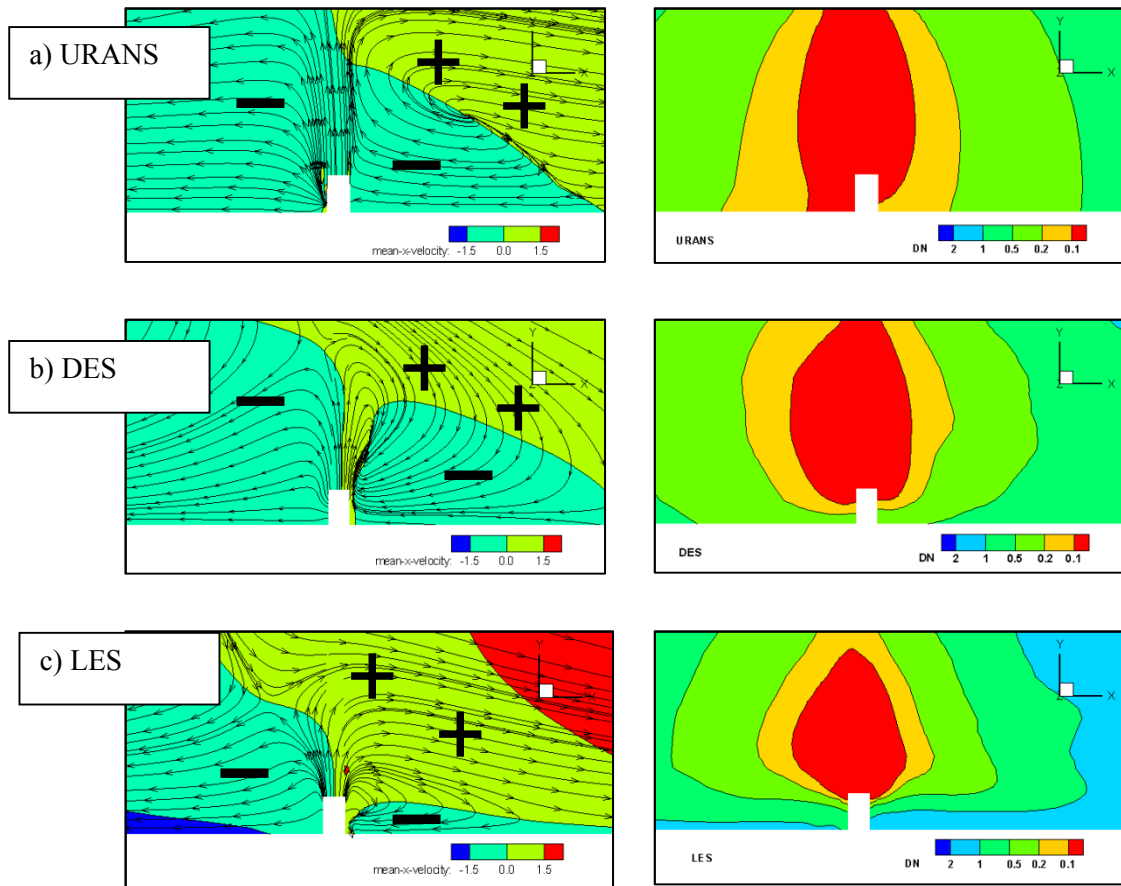 a) URANS
Y
X
mean-x-velocity: -1.5 0.0 1.5
Y
Z X
URANS
DN 2 1 0.5 0.2 0.1
b) DES
Y
X
mean-x-velocity: -1.5 0.0 1.5
Y
Z X
DES
DN 2 1 0.5 0.2 0.1
c) LES
Y
X
mean-x-velocity: -1.5 0.0 1.5
Y
Z X
LES
DN 2 1 0.5 0.2 0.1